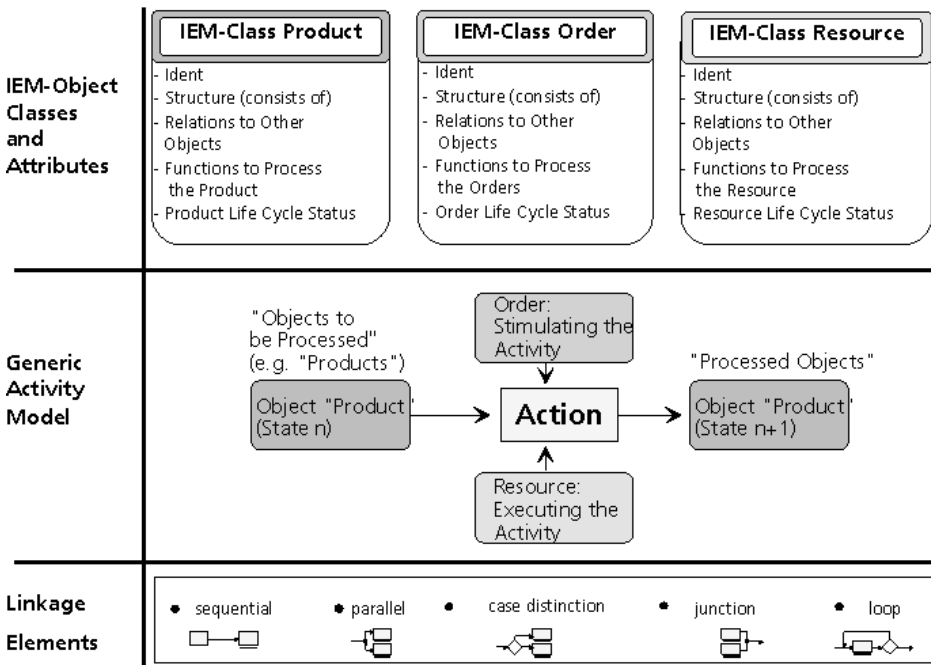 IEM-Object
Classes
and
Attributes
IEM-Class Product
- Ident
- Structure (consists of)
- Relations to Other
Objects
- Functions to Process
the Product
- Product Life Cycle Status
IEM-Class Order
- Ident
- Structure (consists of)
- Relations to Other
Objects
- Functions to Process
the Orders
- Order Life Cycle Status
IEM-Class Resource
- Ident
- Structure (consists of)
- Relations to Other
Objects
- Functions to Process
the Resource
- Resource Life Cycle Status
Generic
Activity
Model
"Objects to
be Processed"
(e.g. "Products")
Object "Product"
(State n)
Order:
Stimulating the
Activity
Action
Resource:
Executing the
Activity
"Processed Objects"
Object "Product"
(State n+1)
Linkage
Elements
• sequential
• parallel
• case distinction
• junction
• loop